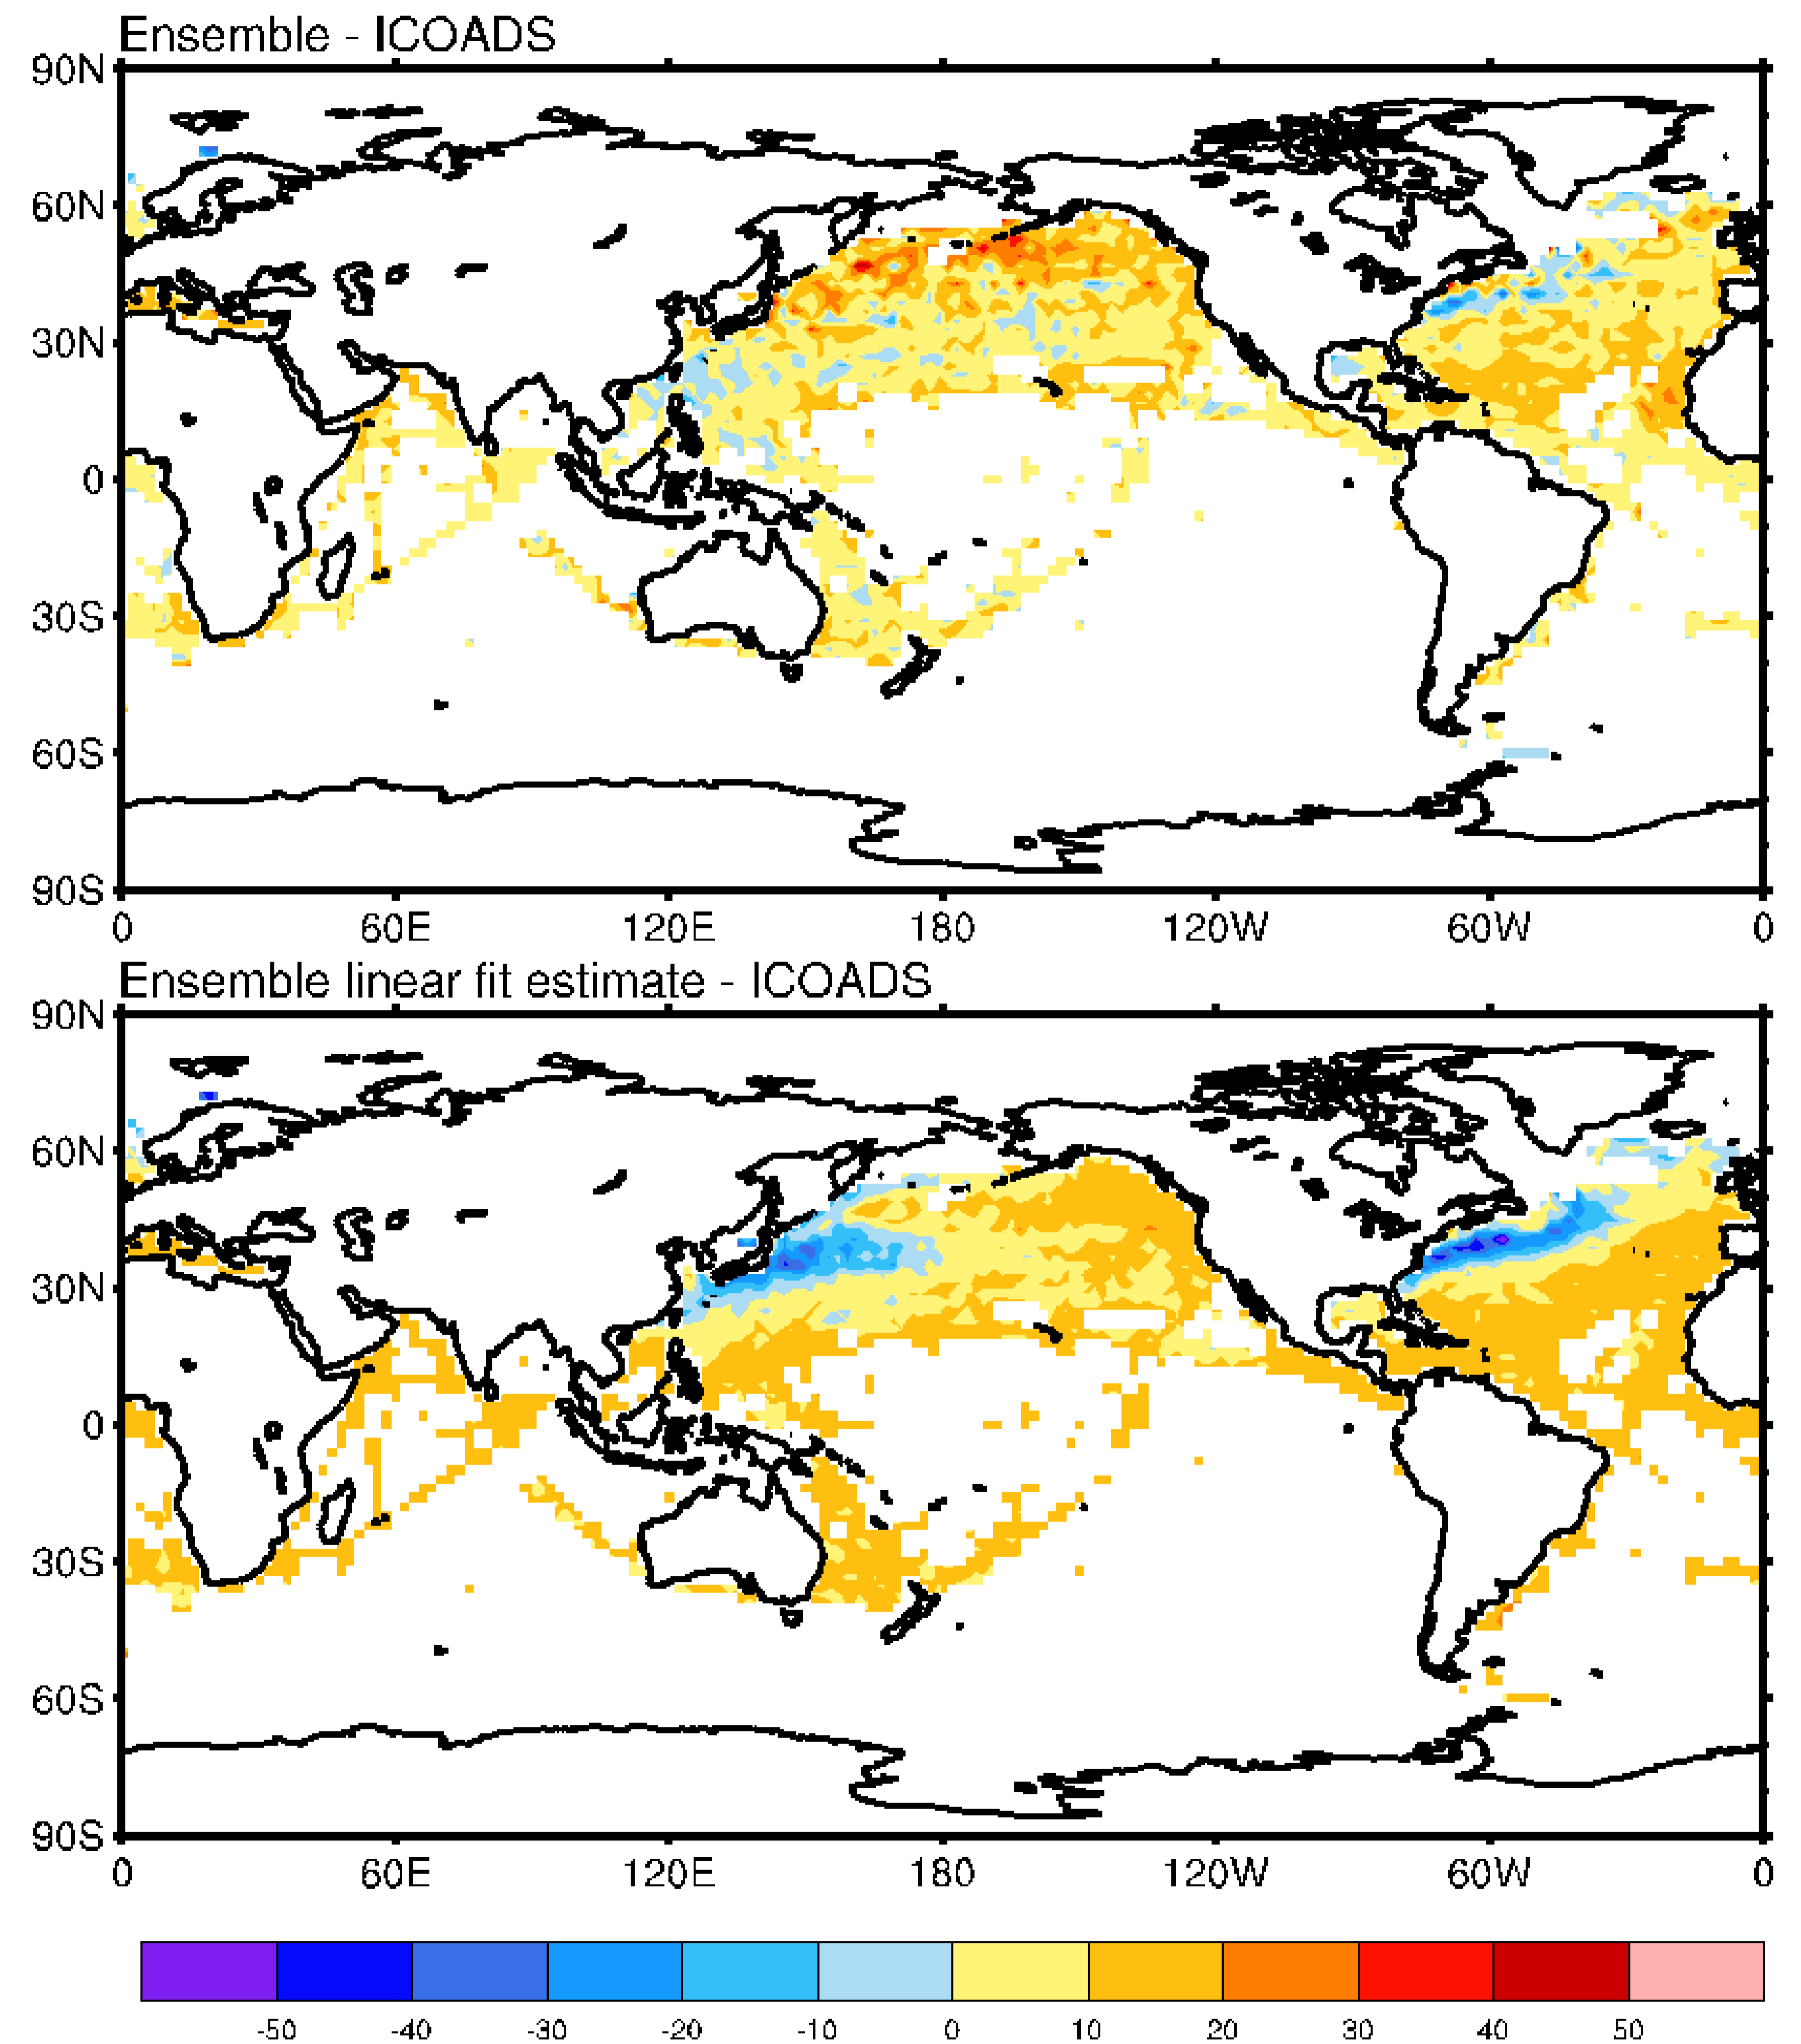 Ensemble - ICOADS
90N
60N
30N
0
30S
60S
90S
0 60E 120E 180 120W 60W 0
Ensemble linear fit estimate - ICOADS
90N
60N
30N
0
30S
60S
90S
0 60E 120E 180 120W 60W 0
-50 -40 -30 -20 -10 0 10 20 30 40 50